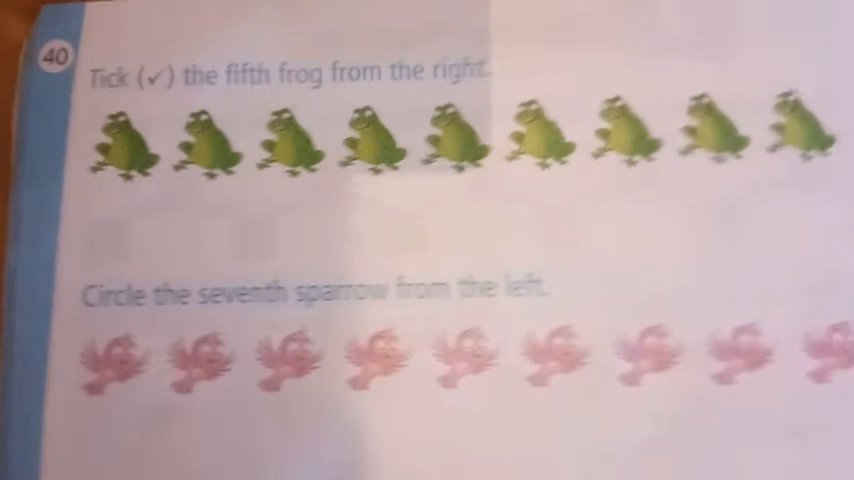 40
Tick (✓) the fifth frog from the right.
Circle the seventh sparrow from the left.